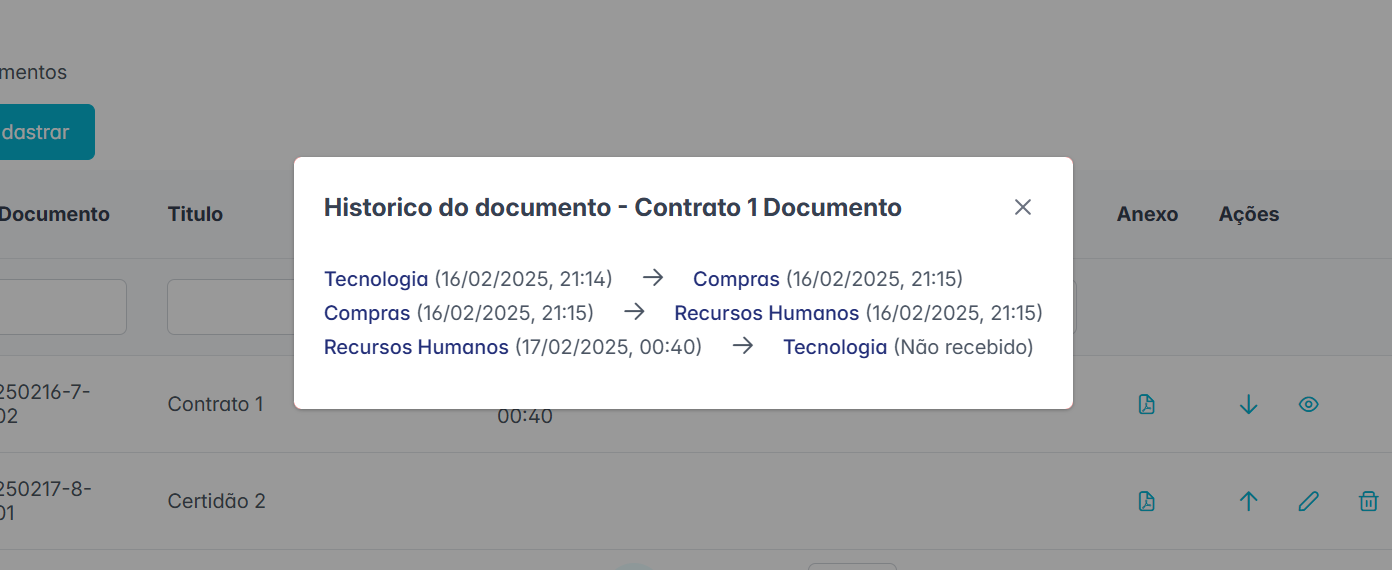 mentos
dastrar
Historico do documento - Contrato 1 Documento
Documento Titulo Anexo Ações
Tecnologia (16/02/2025, 21:14) → Compras (16/02/2025, 21:15)
Compras (16/02/2025, 21:15) → Recursos Humanos (16/02/2025, 21:15)
Recursos Humanos (17/02/2025, 00:40) → Tecnologia (Não recebido)
250216-7-
02
Contrato 1
00:40
250217-8-
01
Certidão 2